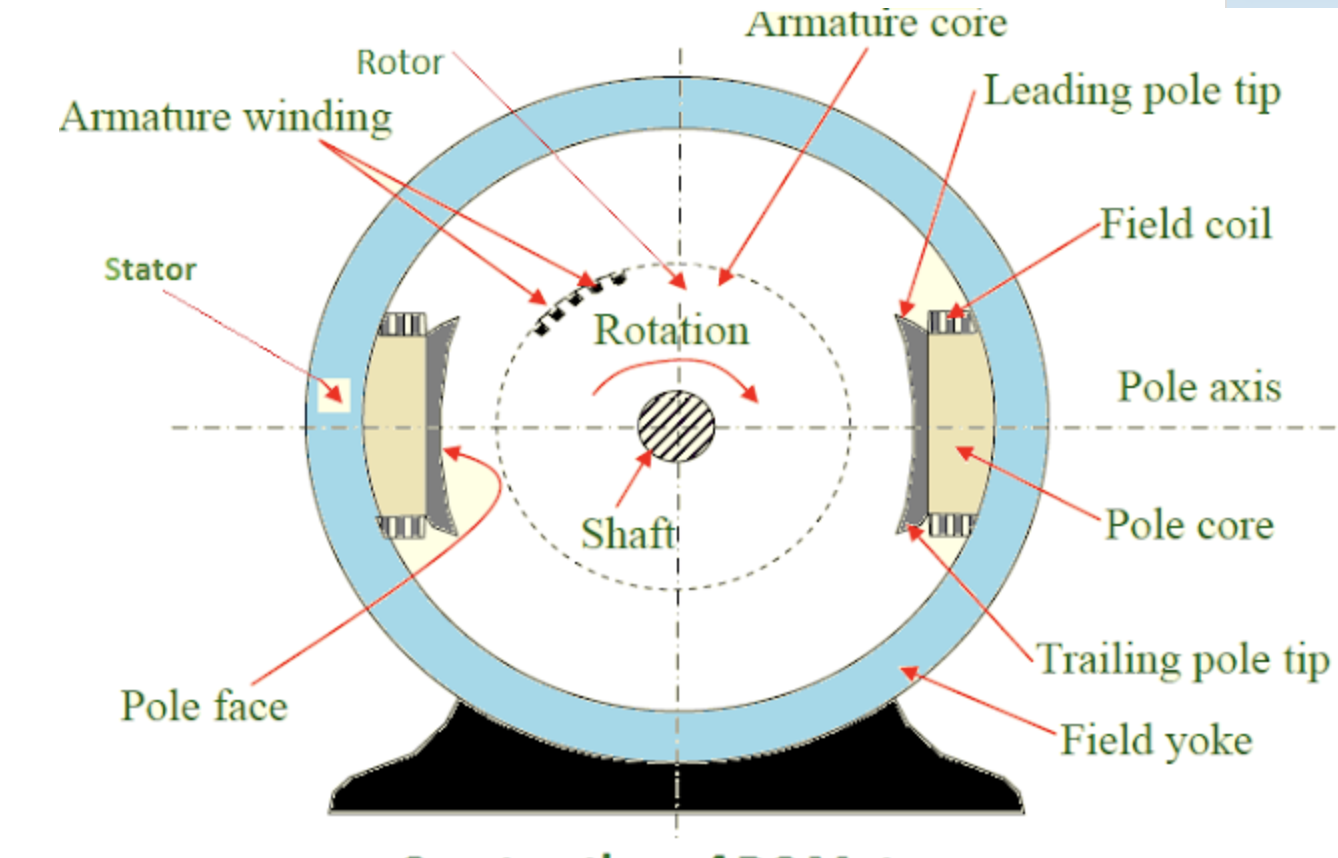 Armature core
Rotor
Leading pole tip
Armature winding
Field coil
Stator
Rotation
Pole axis
Shaft
Pole core
Trailing pole tip
Pole face
Field yoke